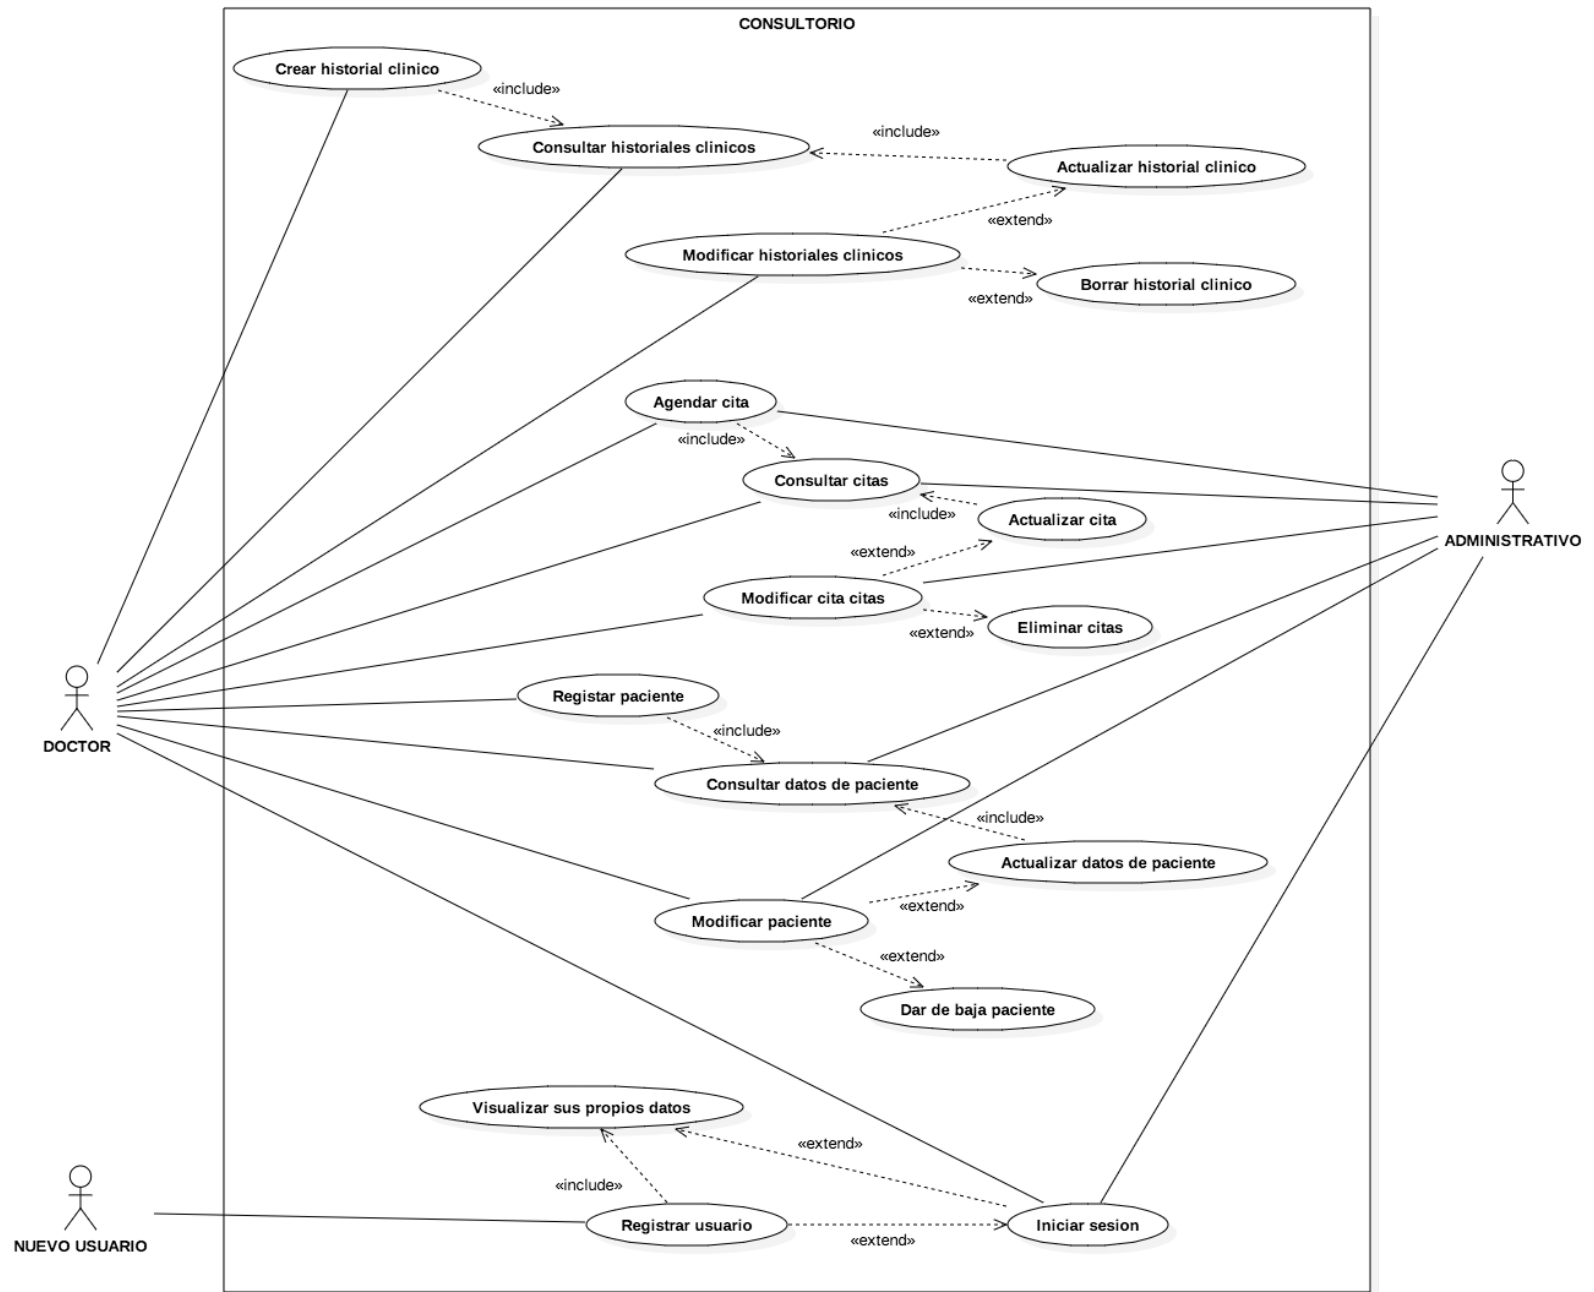 CONSULTORIO
Crear historial clinico
«include»
Consultar historiales clinicos
«include»
Actualizar historial clinico
«extend»
Modificar historiales clinicos
Borrar historial clinico
«extend»
Agendar cita
«include»
Consultar citas
«include»
Actualizar cita
ADMINISTRATIVO
«extend»
Modificar cita citas
Eliminar citas
«extend»
Registar paciente
«include»
DOCTOR
Consultar datos de paciente
«include»
Actualizar datos de paciente
«extend»
Modificar paciente
«extend»
Dar de baja paciente
Visualizar sus propios datos
«extend»
«include»
Registrar usuario
Iniciar sesion
«extend»
NUEVO USUARIO